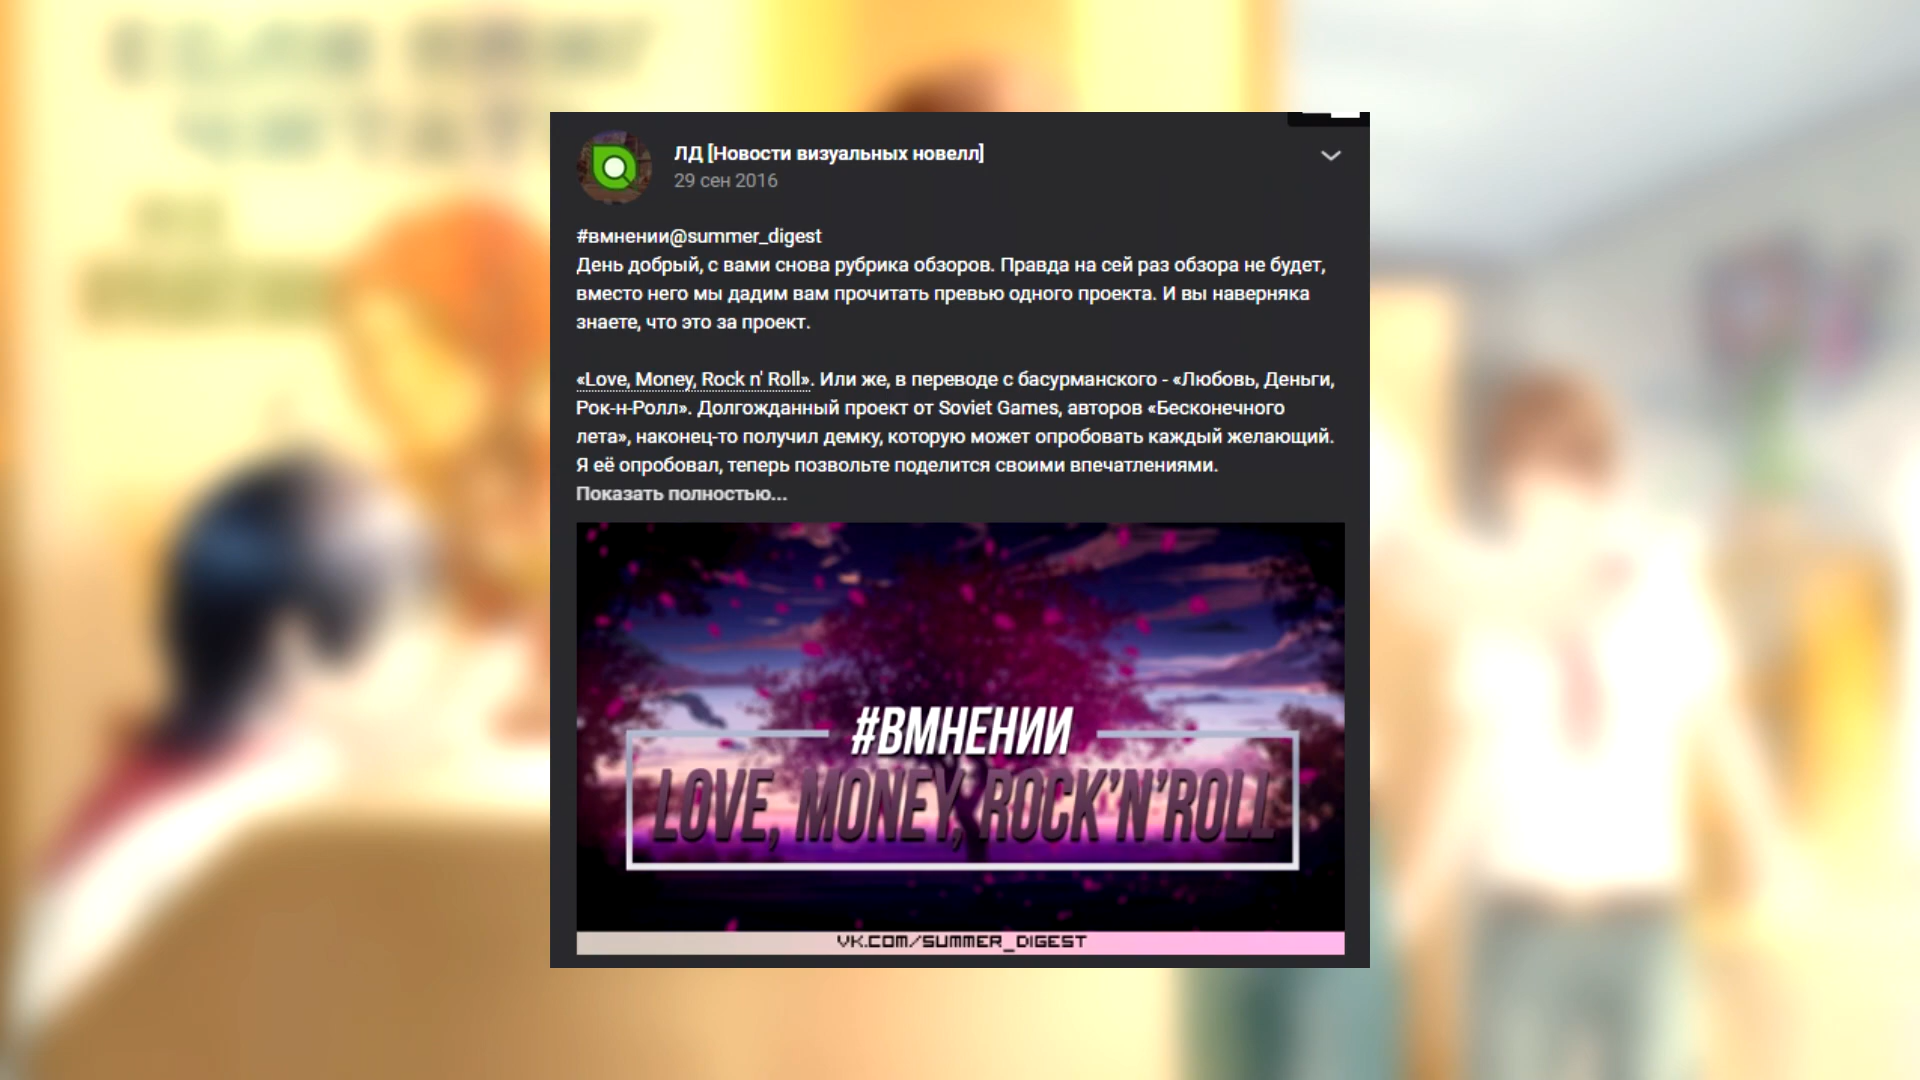 ЛД [Новости визуальных новелл]
29 сен 2016
#вмнении@summer_digest
День добрый, с вами снова рубрика обзоров. Правда на сей раз обзора не будет,
вместо него мы дадим вам прочитать превью одного проекта. И вы наверняка
знаете, что это за проект.
«Love, Money, Rock n' Roll». Или же, в переводе с басурманского - «Любовь, Деньги,
Рок-н-Ролл». Долгожданный проект от Soviet Games, авторов «Бесконечного
лета», наконец-то получил демку, которую может опробовать каждый желающий.
Я её опробовал, теперь позвольте поделится своими впечатлениями.
Показать полностью...
#ВМНЕНИИ
LOVE, MONEY, ROCK'N'ROLL
VK.COM/SUMMER_DIGEST